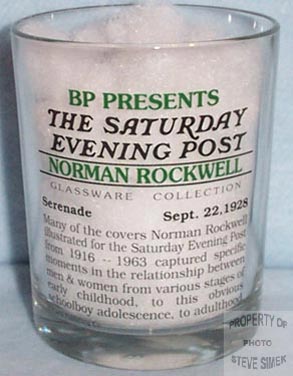 BP PRESENTS
THE SATURDAY
EVENING POST
NORMAN ROCKWELL
GLASSWARE COLLECTION
Serenade Sept. 22, 1928
Many of the covers Norman Rockwell
illustrated for the Saturday Evening Post
from 1916 -- 1963 captured specific
moments in the relationship between
men & women from various stages of
early childhood, to this obvious
schoolboy adolescence, to adulthood.
PROPERTY OF
PHOTO
STEVE SIMEK